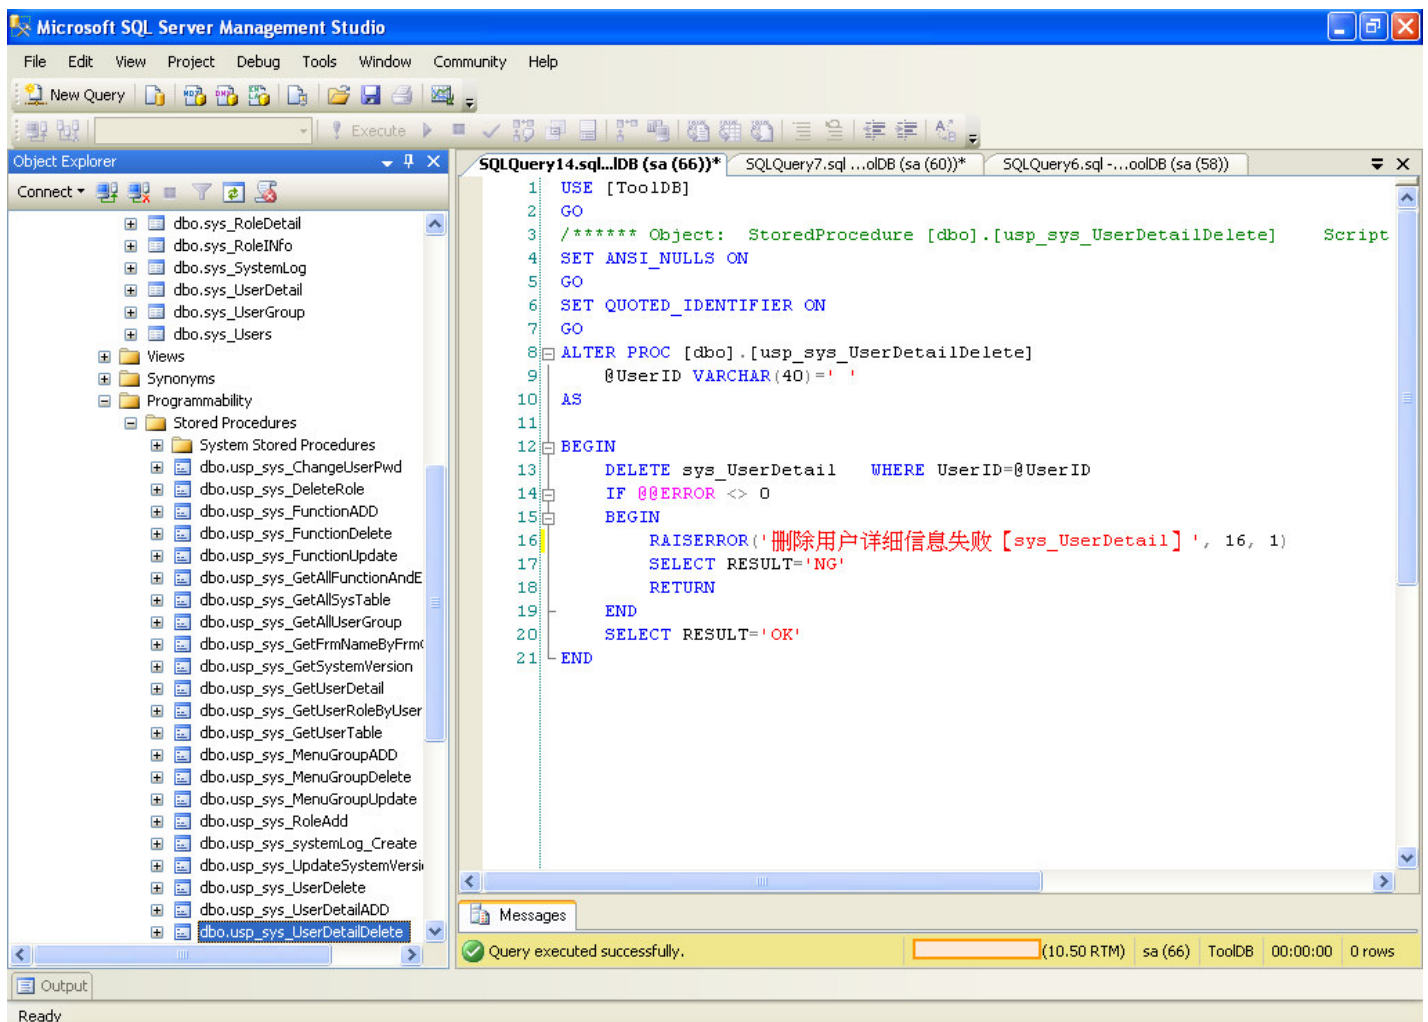 Microsoft SQL Server Management Studio
File Edit View Project Debug Tools Window Community Help
New Query
Execute
Object Explorer
SQLQuery14.sql...lDB (sa (66))* SQLQuery7.sql ...olDB (sa (60))* SQLQuery6.sql -...oolDB (sa (58))
Connect
dbo.sys_RoleDetail
dbo.sys_RoleINfo
dbo.sys_SystemLog
dbo.sys_UserDetail
dbo.sys_UserGroup
dbo.sys_Users
Views
Synonyms
Programmability
Stored Procedures
System Stored Procedures
dbo.usp_sys_ChangeUserPwd
dbo.usp_sys_DeleteRole
dbo.usp_sys_FunctionADD
dbo.usp_sys_FunctionDelete
dbo.usp_sys_FunctionUpdate
dbo.usp_sys_GetAllFunctionAndE
dbo.usp_sys_GetAllSysTable
dbo.usp_sys_GetAllUserGroup
dbo.usp_sys_GetFrmNameByFrm
dbo.usp_sys_GetSystemVersion
dbo.usp_sys_GetUserDetail
dbo.usp_sys_GetUserRoleByUser
dbo.usp_sys_GetUserTable
dbo.usp_sys_MenuGroupADD
dbo.usp_sys_MenuGroupDelete
dbo.usp_sys_MenuGroupUpdate
dbo.usp_sys_RoleAdd
dbo.usp_sys_systemLog_Create
dbo.usp_sys_UpdateSystemVersi
dbo.usp_sys_UserDelete
dbo.usp_sys_UserDetailADD
dbo.usp_sys_UserDetailDelete
1 USE [ToolDB]
2 GO
3 /****** Object: StoredProcedure [dbo].[usp_sys_UserDetailDelete] Script
4 SET ANSI_NULLS ON
5 GO
6 SET QUOTED_IDENTIFIER ON
7 GO
8 ALTER PROC [dbo].[usp_sys_UserDetailDelete]
9 @UserID VARCHAR(40)=' '
10 AS
11
12 BEGIN
13 DELETE sys_UserDetail WHERE UserID=@UserID
14 IF @@ERROR <> 0
15 BEGIN
16 RAISERROR('删除用户详细信息失败【sys_UserDetail】', 16, 1)
17 SELECT RESULT='NG'
18 RETURN
19 END
20 SELECT RESULT='OK'
21 END
Messages
Query executed successfully. (10.50 RTM) sa (66) ToolDB 00:00:00 0 rows
Output
Ready